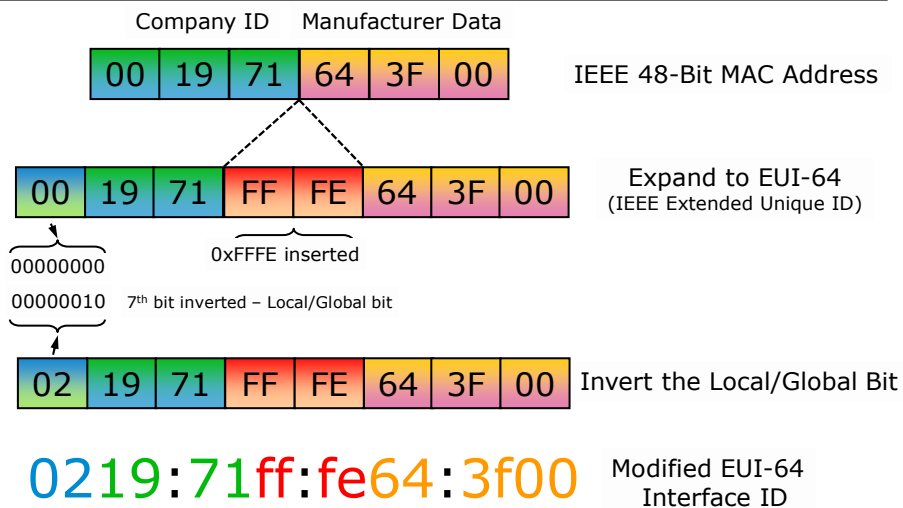 Company ID Manufacturer Data
00 19 71 64 3F 00 IEEE 48-Bit MAC Address
00 19 71 FF FE 64 3F 00 Expand to EUI-64
(IEEE Extended Unique ID)
0xFFFE inserted
00000000
00000010 7th bit inverted – Local/Global bit
02 19 71 FF FE 64 3F 00 Invert the Local/Global Bit
0219:71ff:fe64:3f00 Modified EUI-64
Interface ID